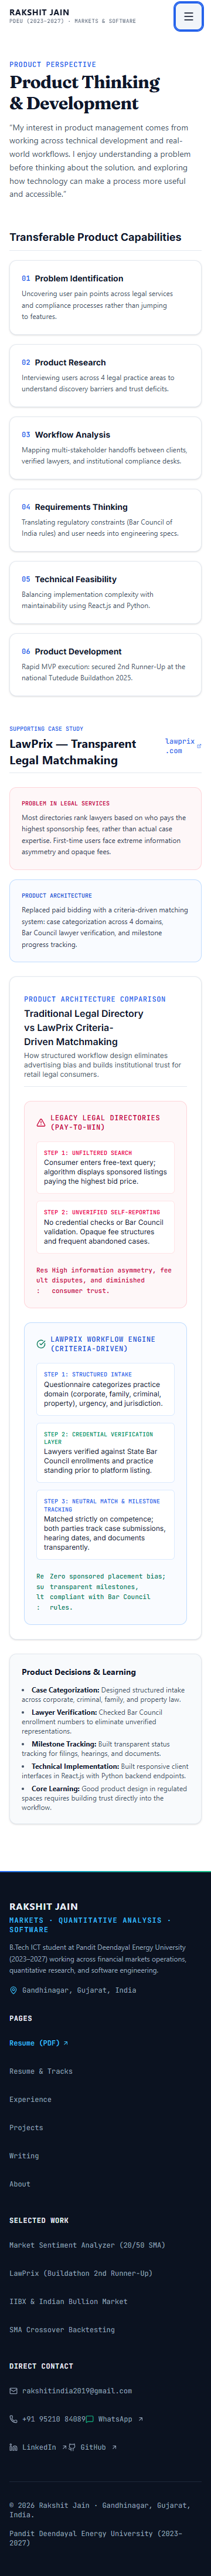 RAKSHIT JAIN
PDEU (2023-2027) · MARKETS & SOFTWARE
PRODUCT PERSPECTIVE
Product Thinking
& Development
"My interest in product management comes from
working across technical development and real-
world workflows. I enjoy understanding a problem
before thinking about the solution, and exploring
how technology can make a process more useful
and accessible."
Transferable Product Capabilities
01 Problem Identification
Uncovering user pain points across legal services
and compliance processes rather than jumping
to features.
02 Product Research
Interviewing users across 4 legal practice areas to
understand discovery barriers and trust deficits.
03 Workflow Analysis
Mapping multi-stakeholder handoffs between clients,
verified lawyers, and institutional compliance desks.
04 Requirements Thinking
Translating regulatory constraints (Bar Council of
India rules) and user needs into engineering specs.
05 Technical Feasibility
Balancing implementation complexity with
maintainability using React.js and Python.
06 Product Development
Rapid MVP execution: secured 2nd Runner-Up at the
national Tutedude Buildathon 2025.
SUPPORTING CASE STUDY
LawPrix — Transparent
Legal Matchmaking
lawprix
.com
PROBLEM IN LEGAL SERVICES
Most directories rank lawyers based on who pays the
highest sponsorship fees, rather than actual case
expertise. First-time users face extreme information
asymmetry and opaque fees.
PRODUCT ARCHITECTURE
Replaced paid bidding with a criteria-driven matching
system: case categorization across 4 domains,
Bar Council lawyer verification, and milestone
progress tracking.
PRODUCT ARCHITECTURE COMPARISON
Traditional Legal Directory
vs LawPrix Criteria-
Driven Matchmaking
How structured workflow design eliminates
advertising bias and builds institutional trust for
retail legal consumers.
LEGACY LEGAL DIRECTORIES
(PAY-TO-WIN)
STEP 1: UNFILTERED SEARCH
Consumer enters free-text query;
algorithm displays sponsored listings
paying the highest bid price.
STEP 2: UNVERIFIED SELF-REPORTING
No credential checks or Bar Council
validation. Opaque fee structures
and frequent abandoned cases.
Res High information asymmetry, fee
ult disputes, and diminished
: consumer trust.
LAWPRIX WORKFLOW ENGINE
(CRITERIA-DRIVEN)
STEP 1: STRUCTURED INTAKE
Questionnaire categorizes practice
domain (corporate, family, criminal,
property), urgency, and jurisdiction.
STEP 2: CREDENTIAL VERIFICATION
LAYER
Lawyers verified against State Bar
Council enrollments and practice
standing prior to platform listing.
STEP 3: NEUTRAL MATCH & MILESTONE
TRACKING
Matched strictly on competence;
both parties track case submissions,
hearing dates, and documents
transparently.
Re Zero sponsored placement bias;
su transparent milestones,
lt compliant with Bar Council
: rules.
Product Decisions & Learning
• Case Categorization: Designed structured intake
across corporate, criminal, family, and property law.
• Lawyer Verification: Checked Bar Council
enrollment numbers to eliminate unverified
representations.
• Milestone Tracking: Built transparent status
tracking for filings, hearings, and documents.
• Technical Implementation: Built responsive client
interfaces in React.js with Python backend endpoints.
• Core Learning: Good product design in regulated
spaces requires building trust directly into the
workflow.
RAKSHIT JAIN
MARKETS · QUANTITATIVE ANALYSIS ·
SOFTWARE
B.Tech ICT student at Pandit Deendayal Energy University
(2023–2027) working across financial markets operations,
quantitative research, and software engineering.
Gandhinagar, Gujarat, India
PAGES
Resume (PDF) ↗
Resume & Tracks
Experience
Projects
Writing
About
SELECTED WORK
Market Sentiment Analyzer (20/50 SMA)
LawPrix (Buildathon 2nd Runner-Up)
IIBX & Indian Bullion Market
SMA Crossover Backtesting
DIRECT CONTACT
rakshitindia2019@gmail.com
+91 95210 84089 WhatsApp ↗
LinkedIn ↗ GitHub ↗
© 2026 Rakshit Jain · Gandhinagar, Gujarat,
India.
Pandit Deendayal Energy University (2023–
2027)